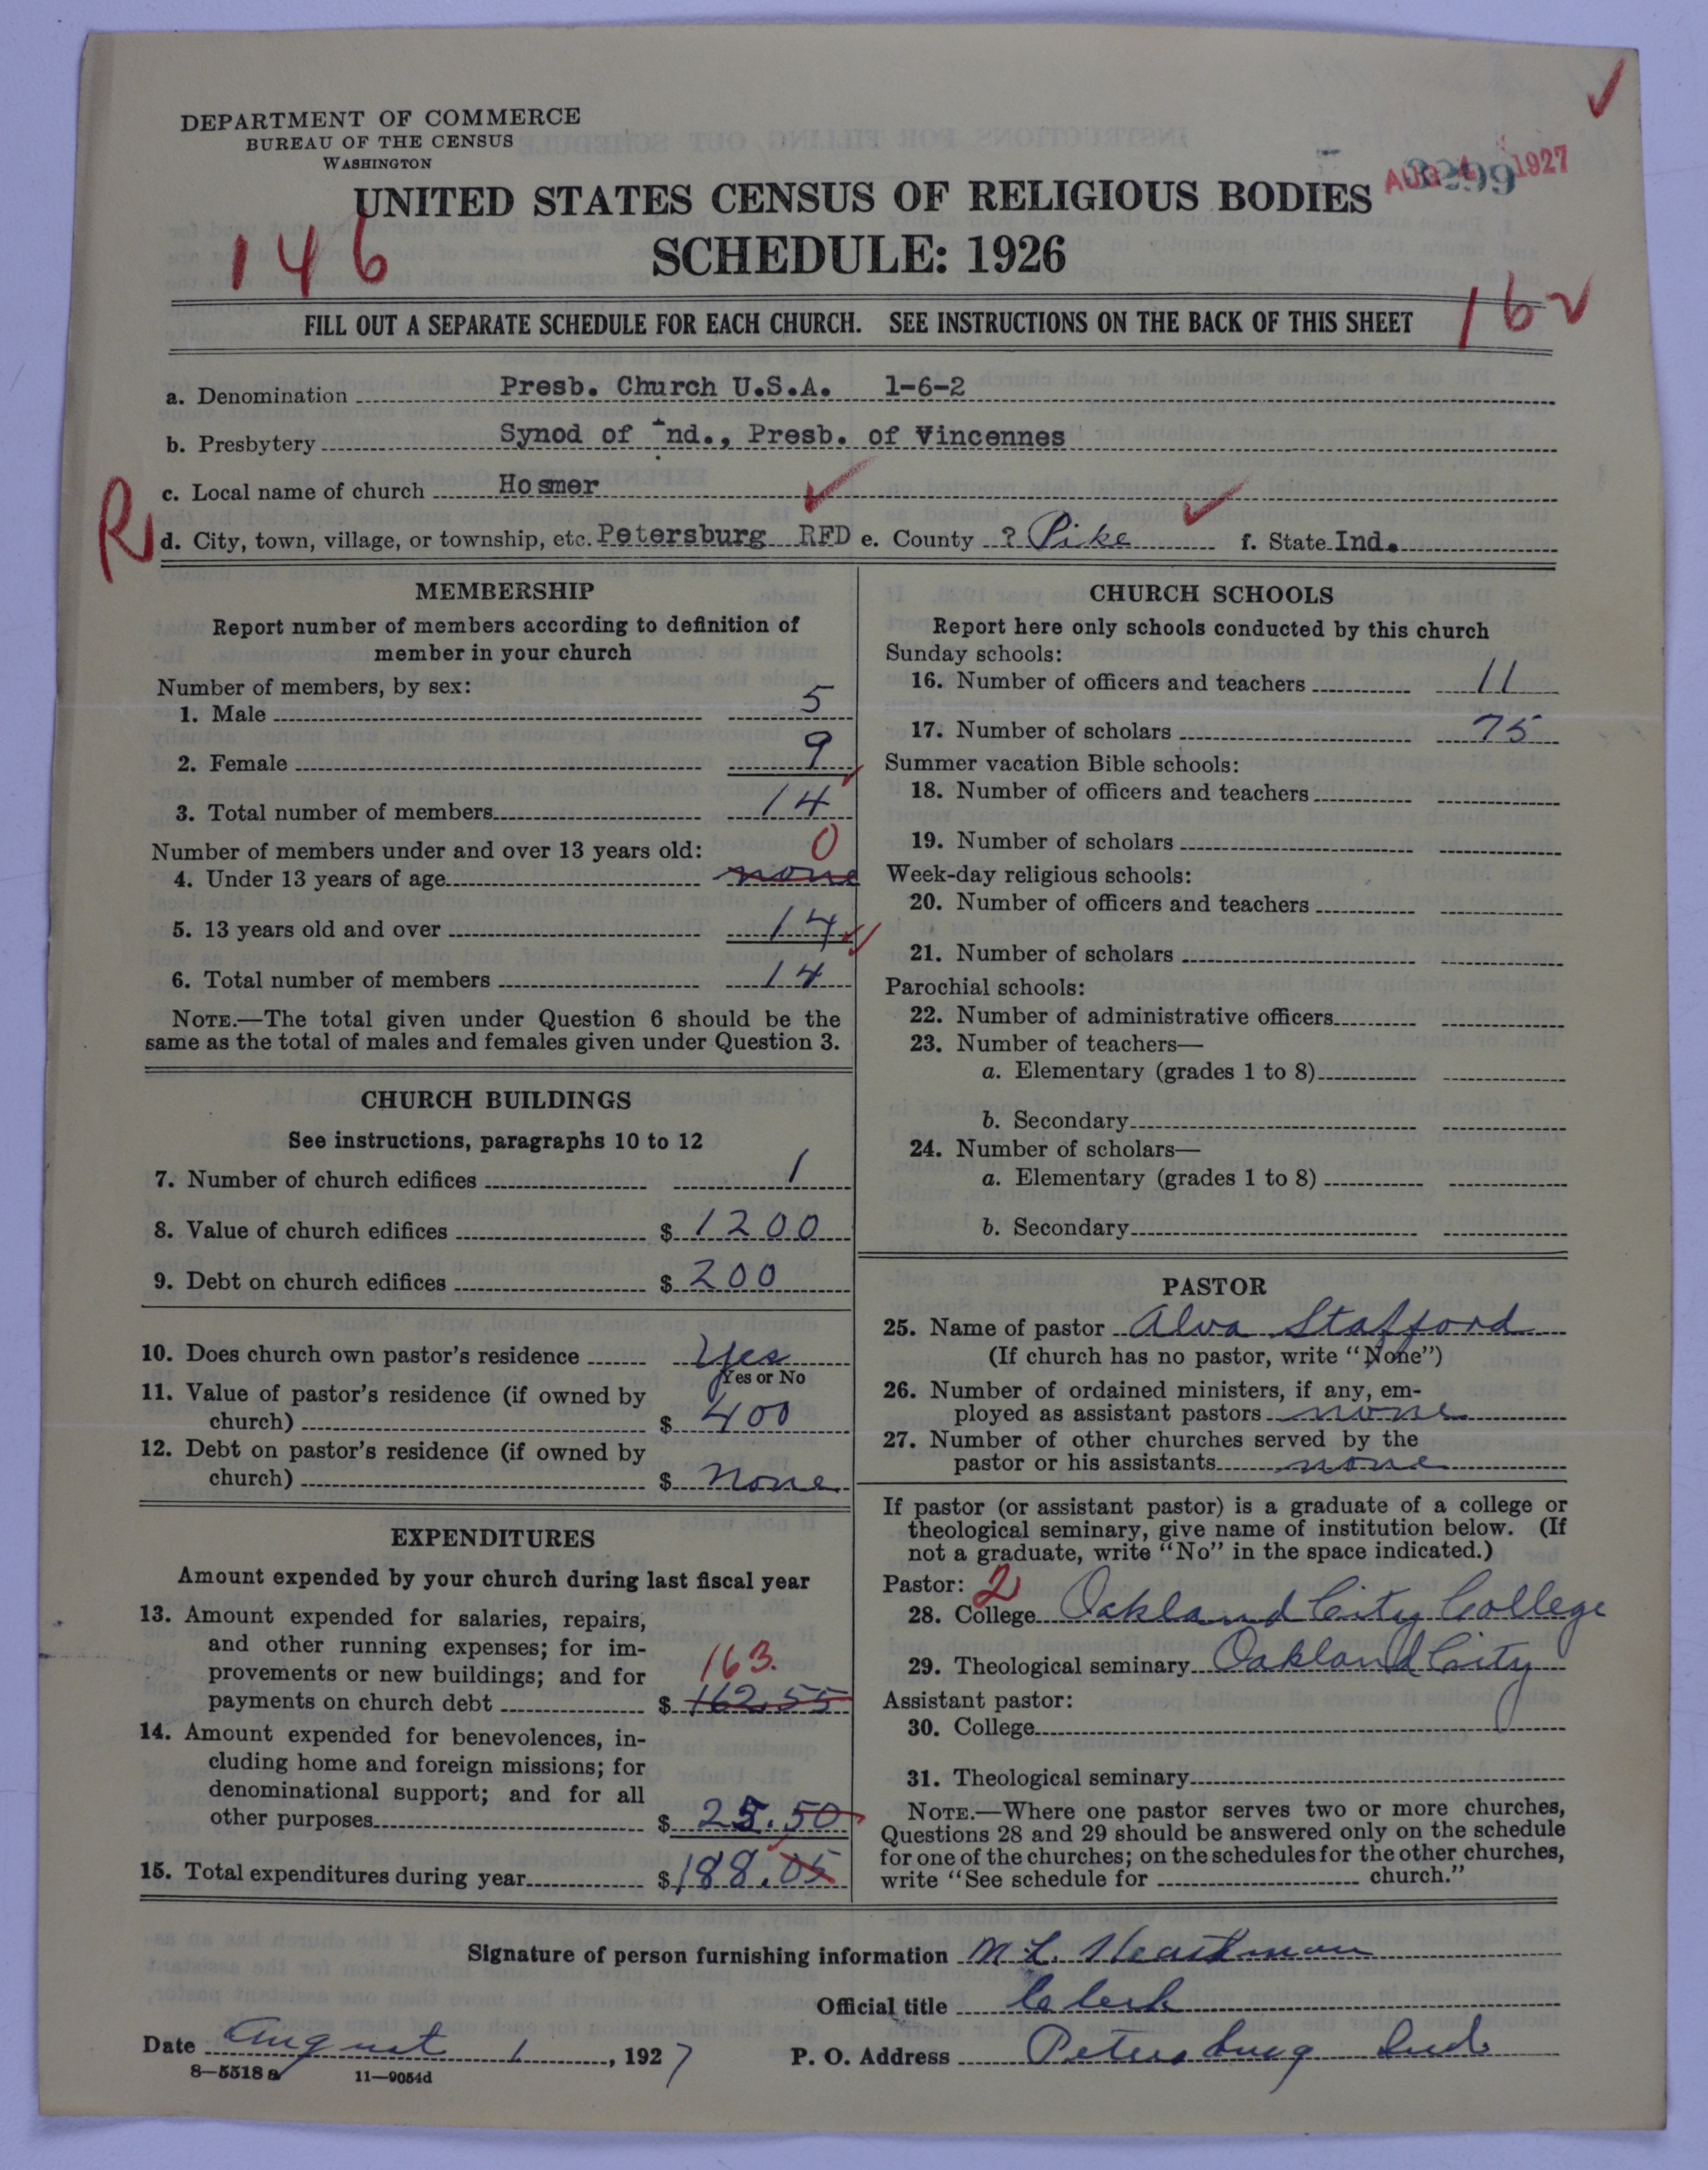 DEPARTMENT OF COMMERCE
BUREAU OF THE CENSUS
WASHINGTON
UNITED STATES CENSUS OF RELIGIOUS BODIES
AUG 4 1927
3299
SCHEDULE: 1926
146
162
FILL OUT A SEPARATE SCHEDULE FOR EACH CHURCH. SEE INSTRUCTIONS ON THE BACK OF THIS SHEET
a. Denomination Presb. Church U.S.A. 1-6-2
b. Presbytery Synod of Ind., Presb. of Vincennes
c. Local name of church Hosmer
R
d. City, town, village, or township, etc. Petersburg RFD e. County ? Pike f. State Ind.
MEMBERSHIP
Report number of members according to definition of
member in your church
Number of members, by sex:
1. Male 5
2. Female 9
3. Total number of members 14
Number of members under and over 13 years old: 0
4. Under 13 years of age none
5. 13 years old and over 14
6. Total number of members 14
NOTE.—The total given under Question 6 should be the
same as the total of males and females given under Question 3.
CHURCH BUILDINGS
See instructions, paragraphs 10 to 12
7. Number of church edifices 1
8. Value of church edifices $ 1200
9. Debt on church edifices $ 200
10. Does church own pastor's residence Yes
Yes or No
11. Value of pastor's residence (if owned by
church) $ 400
12. Debt on pastor's residence (if owned by
church) $ none
EXPENDITURES
Amount expended by your church during last fiscal year
13. Amount expended for salaries, repairs,
and other running expenses; for im-
provements or new buildings; and for 163.
payments on church debt $ 162.55
14. Amount expended for benevolences, in-
cluding home and foreign missions; for
denominational support; and for all
other purposes $ 25.50
15. Total expenditures during year $ 188.05
CHURCH SCHOOLS
Report here only schools conducted by this church
Sunday schools:
16. Number of officers and teachers 11
17. Number of scholars 75
Summer vacation Bible schools:
18. Number of officers and teachers
19. Number of scholars
Week-day religious schools:
20. Number of officers and teachers
21. Number of scholars
Parochial schools:
22. Number of administrative officers
23. Number of teachers—
a. Elementary (grades 1 to 8)
b. Secondary
24. Number of scholars—
a. Elementary (grades 1 to 8)
b. Secondary
PASTOR
25. Name of pastor Alva Stafford
(If church has no pastor, write "None")
26. Number of ordained ministers, if any, em-
ployed as assistant pastors none
27. Number of other churches served by the
pastor or his assistants none
If pastor (or assistant pastor) is a graduate of a college or
theological seminary, give name of institution below. (If
not a graduate, write "No" in the space indicated.)
Pastor: 2
28. College Oakland City College
29. Theological seminary Oakland City
Assistant pastor:
30. College
31. Theological seminary
NOTE.—Where one pastor serves two or more churches,
Questions 28 and 29 should be answered only on the schedule
for one of the churches; on the schedules for the other churches,
write "See schedule for church."
Signature of person furnishing information
Official title Clerk
Date August 1, 1927 P. O. Address Petersburg Ind.
8—5518 a 11—9054d